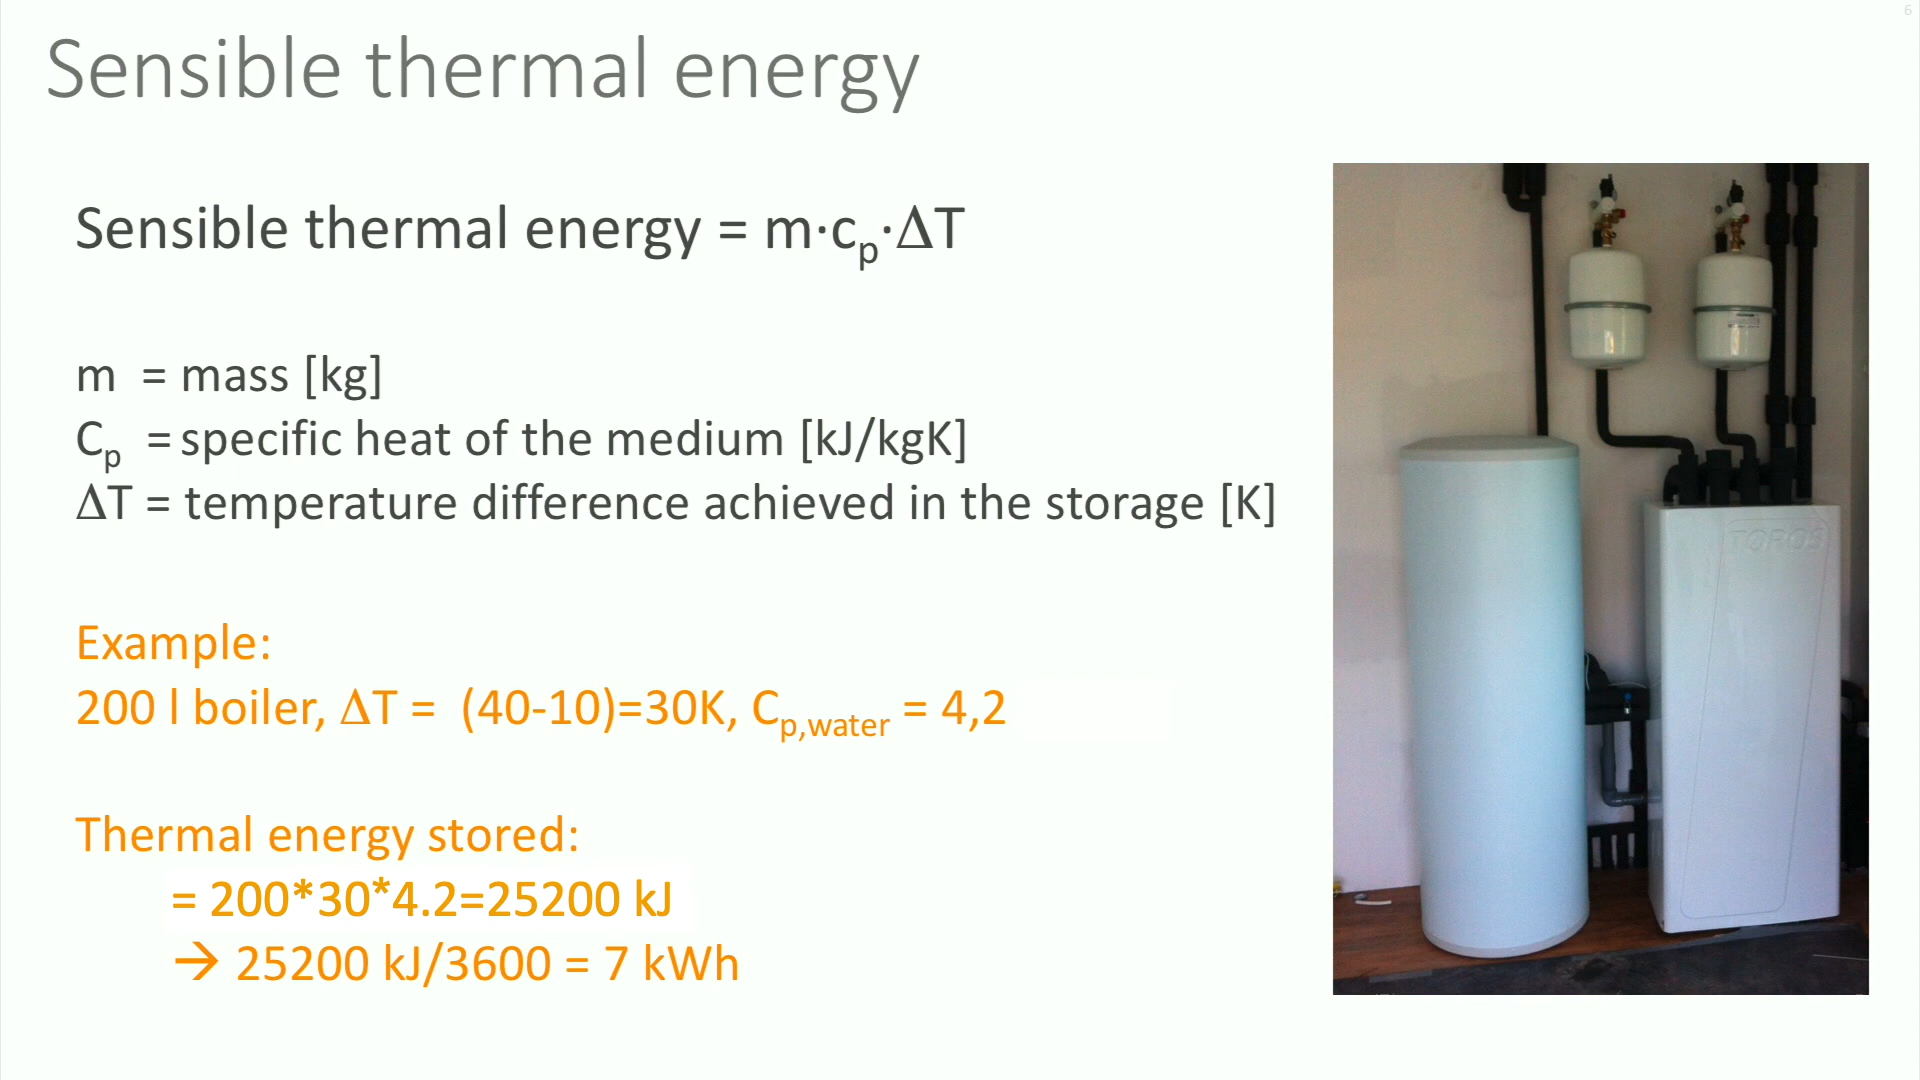 6
Sensible thermal energy
Sensible thermal energy = m·cp·ΔT
m = mass [kg]
Cp = specific heat of the medium [kJ/kgK]
ΔT = temperature difference achieved in the storage [K]
Example:
200 l boiler, ΔT = (40-10)=30K, Cp,water = 4,2
Thermal energy stored:
= 200*30*4.2=25200 kJ
→ 25200 kJ/3600 = 7 kWh
TOROS